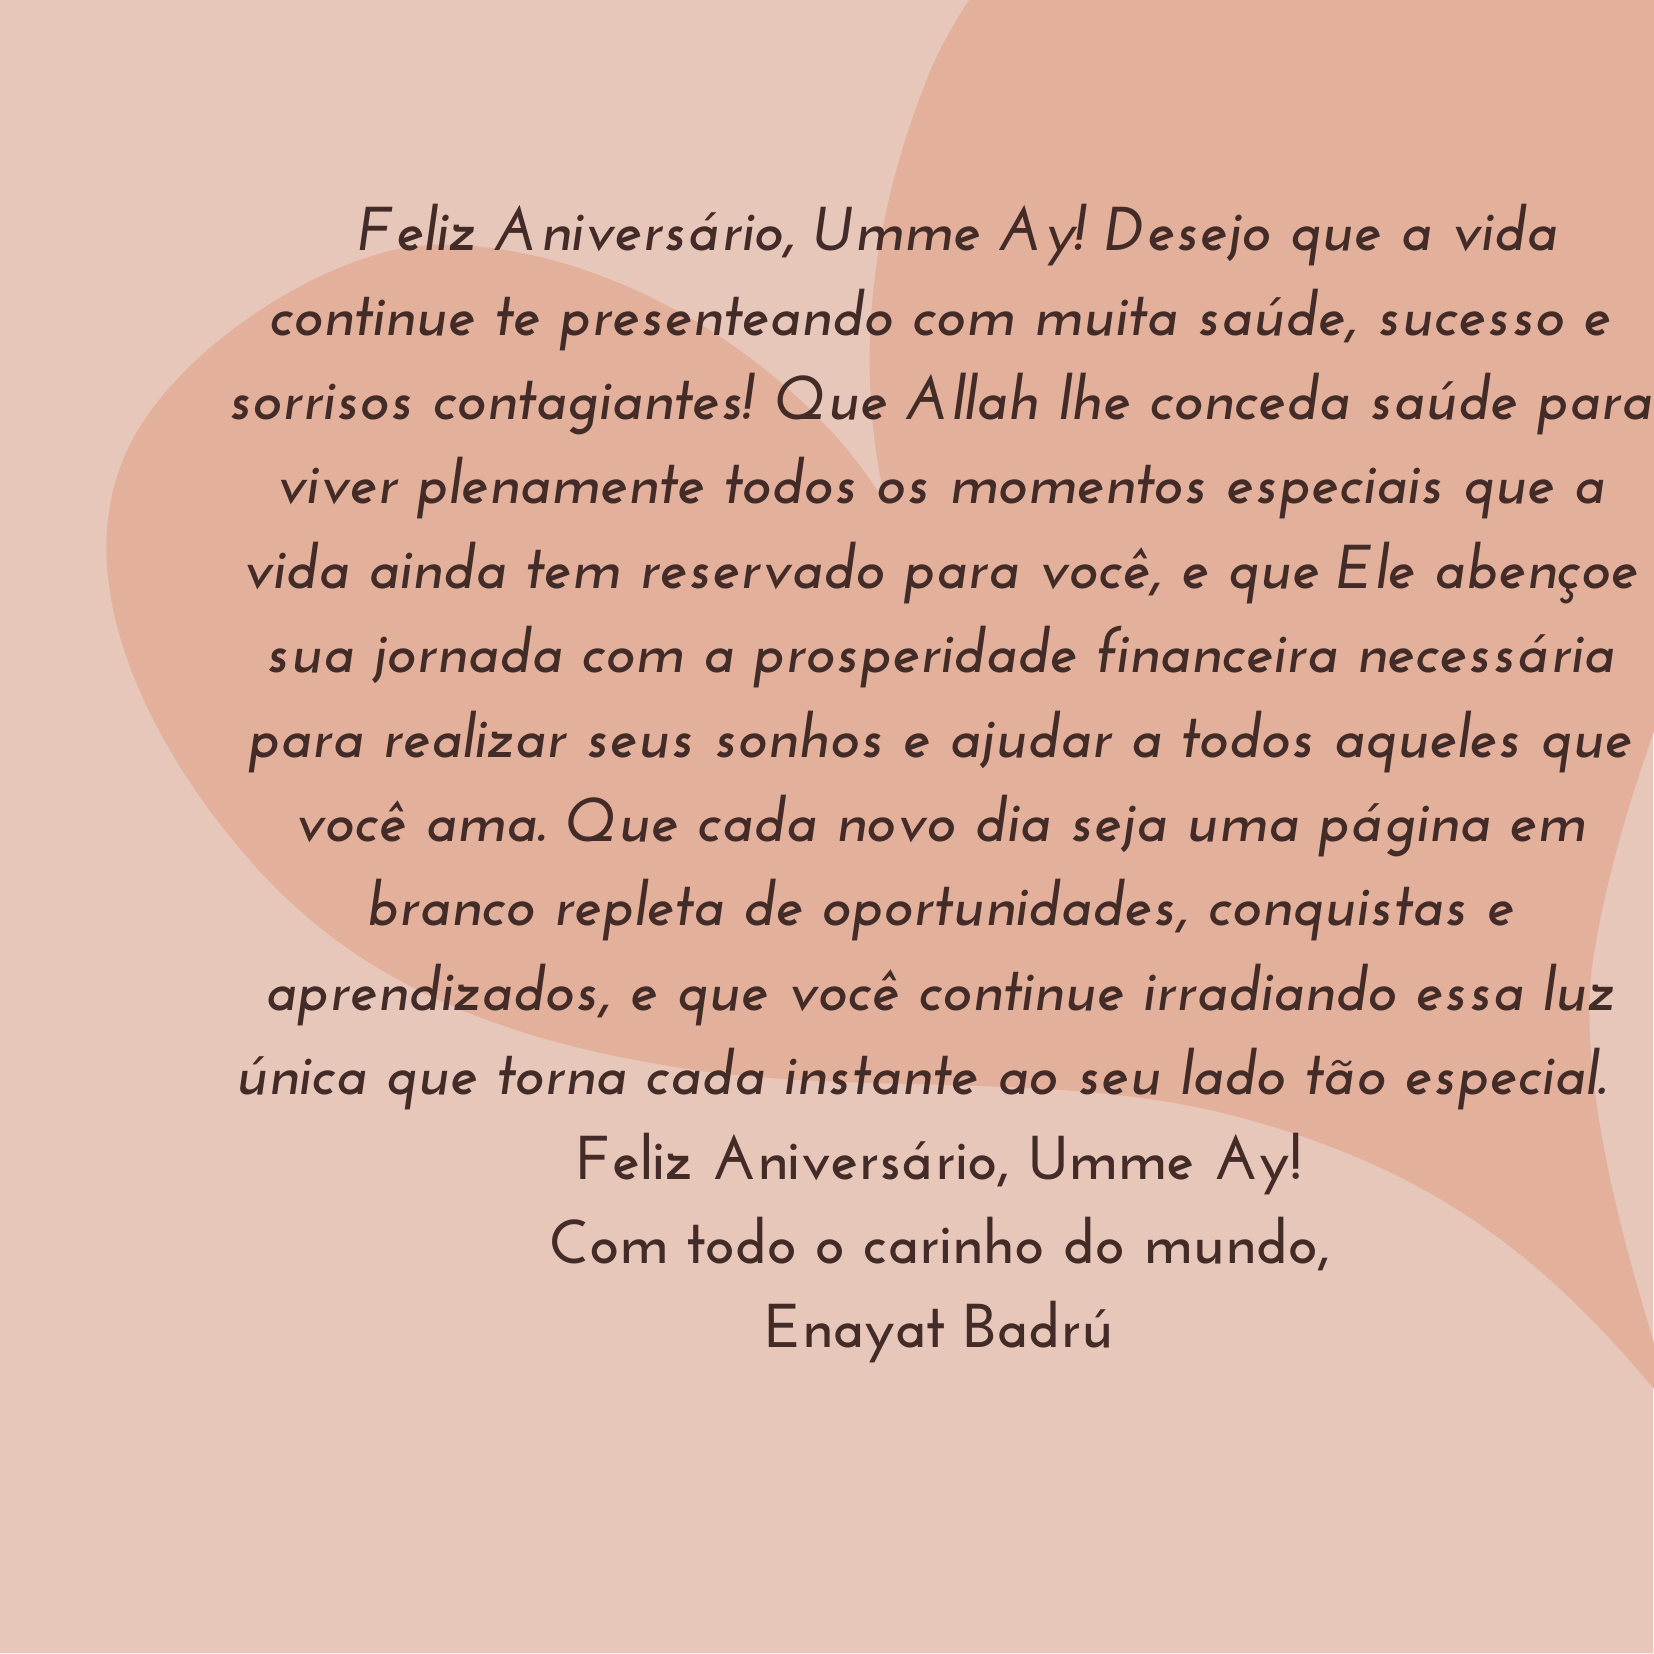 Feliz Aniversário, Umme Ay! Desejo que a vida
continue te presenteando com muita saúde, sucesso e
sorrisos contagiantes! Que Allah lhe conceda saúde para
viver plenamente todos os momentos especiais que a
vida ainda tem reservado para você, e que Ele abençoe
sua jornada com a prosperidade financeira necessária
para realizar seus sonhos e ajudar a todos aqueles que
você ama. Que cada novo dia seja uma página em
branco repleta de oportunidades, conquistas e
aprendizados, e que você continue irradiando essa luz
única que torna cada instante ao seu lado tão especial.
Feliz Aniversário, Umme Ay!
Com todo o carinho do mundo,
Enayat Badrú